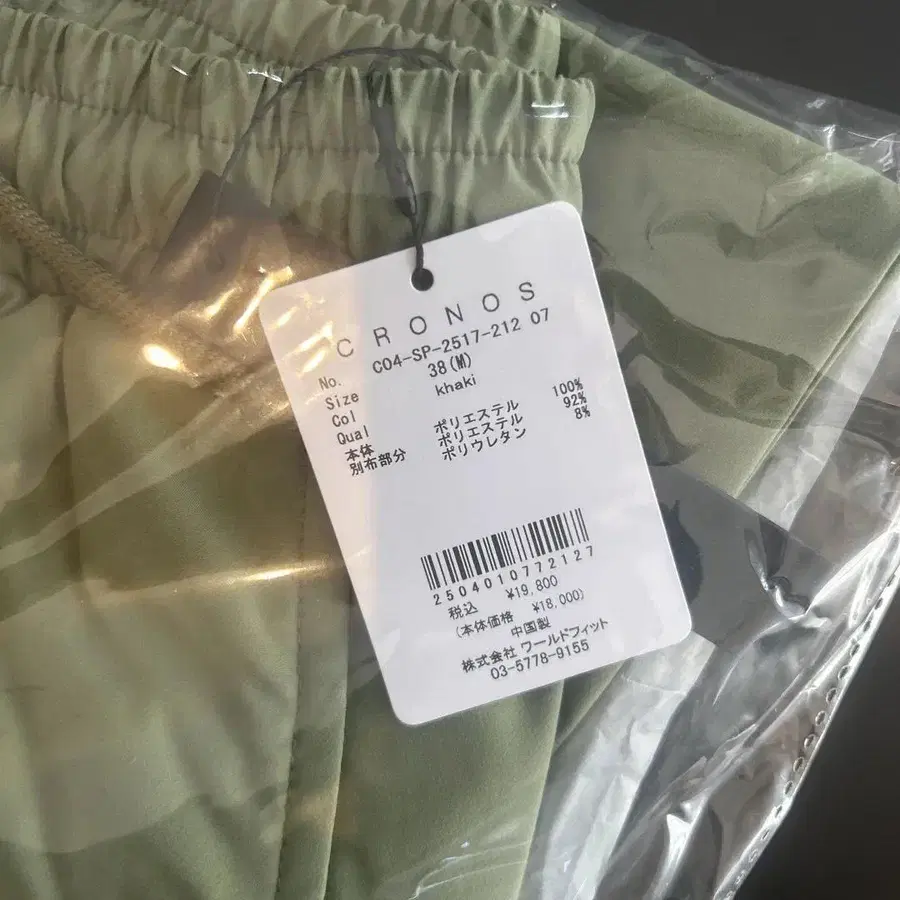 CRONOS
No. C04-SP-2517-212 07
Size 38(M)
Col khaki
Qual
本体 ポリエステル 100%
別布部分 ポリエステル 92%
ポリウレタン 8%
2504010772127
税込 ¥19,800
(本体価格 ¥18,000)
中国製
株式会社 ワールドフィット
03-5778-9155